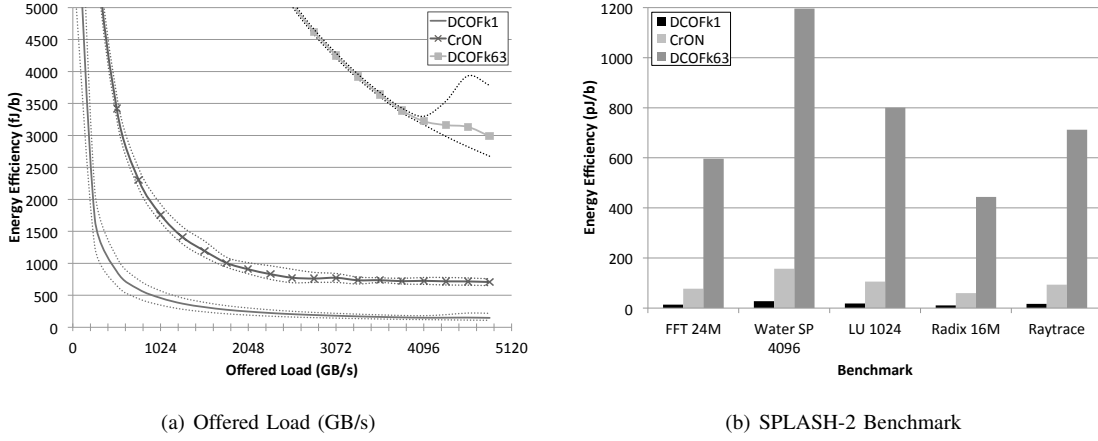 5000
4500
4000
3500
3000
2500
2000
1500
1000
500
0
Energy Efficiency (fJ/b)
DCOFk1
CrON
DCOFk63
0 1024 2048 3072 4096 5120
Offered Load (GB/s)
(a) Offered Load (GB/s)
1200
1000
800
600
400
200
0
Energy Efficiency (pJ/b)
DCOFk1
CrON
DCOFk63
FFT 24M Water SP 4096 LU 1024 Radix 16M Raytrace
Benchmark
(b) SPLASH-2 Benchmark